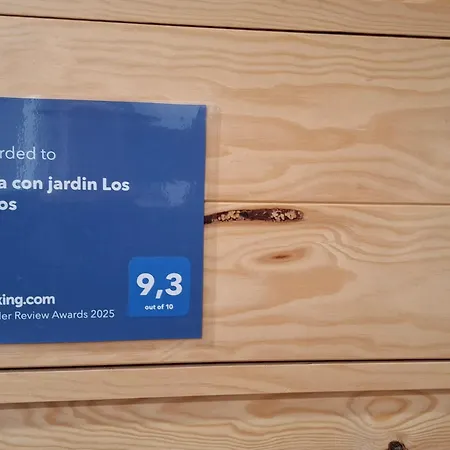 rded to
a con jardin Los
os
king.com
ler Review Awards 2025
9,3
out of 10